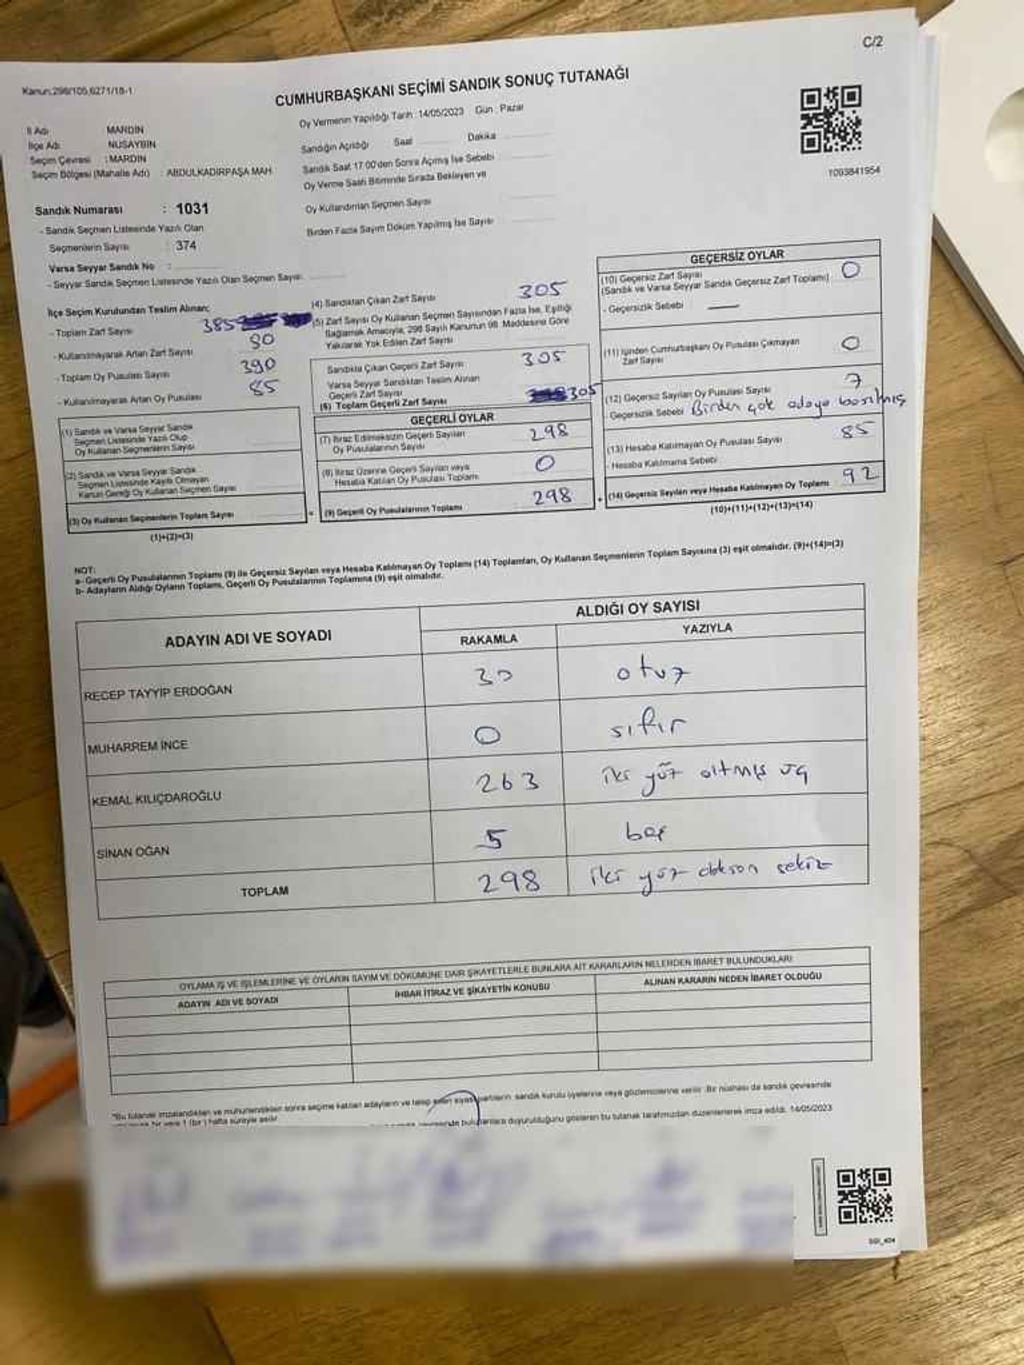 C/2
Kanun:298/105,6271/18-1
CUMHURBAŞKANI SEÇİMİ SANDIK SONUÇ TUTANAĞI
Oy Vermenin Yapıldığı Tarih :14/05/2023 Gün : Pazar
İl Adı MARDİN
İlçe Adı NUSAYBİN
Seçim Çevresi : MARDİN
Seçim Bölgesi (Mahalle Adı) : ABDULKADİRPAŞA MAH
Sandığın Açıldığı Saat Dakika
Sandık Saat 17:00'den Sonra Açılmış İse Sebebi
Oy Verme Saati Bitiminde Sırada Bekleyen ve
Oy Kullandırılan Seçmen Sayısı
Birden Fazla Sayım Döküm Yapılmış İse Sayısı
1093841954
Sandık Numarası : 1031
- Sandık Seçmen Listesinde Yazılı Olan
Seçmenlerin Sayısı : 374
Varsa Seyyar Sandık No :
- Seyyar Sandık Seçmen Listesinde Yazılı Olan Seçmen Sayısı
İlçe Seçim Kurulundan Teslim Alınan;
- Toplam Zarf Sayısı 385
- Kullanılmayarak Artan Zarf Sayısı 80
- Toplam Oy Pusulası Sayısı 390
- Kullanılmayarak Artan Oy Pusulası 85
(1) Sandık ve Varsa Seyyar Sandık
Seçmen Listesinde Yazılı Olup
Oy Kullanan Seçmenlerin Sayısı
(2) Sandık ve Varsa Seyyar Sandık
Seçmen Listesinde Kayıtlı Olmayan
Kanun Gereği Oy Kullanan Seçmen Sayısı
(3) Oy Kullanan Seçmenlerin Toplam Sayısı
(1)+(2)=(3)
(4) Sandıktan Çıkan Zarf Sayısı 305
(5) Zarf Sayısı Oy Kullanan Seçmen Sayısından Fazla İse, Eşitliği
Sağlamak Amacıyla, 298 Sayılı Kanunun 98. Maddesine Göre
Yakılarak Yok Edilen Zarf Sayısı
Sandıkta Çıkan Geçerli Zarf Sayısı 305
Varsa Seyyar Sandıktan Teslim Alınan
Geçerli Zarf Sayısı
(6) Toplam Geçerli Zarf Sayısı 305
GEÇERLİ OYLAR
(7) İtiraz Edilmeksizin Geçerli Sayılan
Oy Pusulalarının Sayısı 298
(8) İtiraz Üzerine Geçerli Sayılan veya
Hesaba Katılan Oy Pusulası Toplamı 0
(9) Geçerli Oy Pusulalarının Toplamı 298
GEÇERSİZ OYLAR
(10) Geçersiz Zarf Sayısı
(Sandık ve Varsa Seyyar Sandık Geçersiz Zarf Toplamı) 0
- Geçersizlik Sebebi
(11) İçinden Cumhurbaşkanı Oy Pusulası Çıkmayan
Zarf Sayısı 0
(12) Geçersiz Sayılan Oy Pusulası Sayısı 7
- Geçersizlik Sebebi Birden çok adaya basılmış
(13) Hesaba Katılmayan Oy Pusulası Sayısı 85
- Hesaba Katılmama Sebebi
(14) Geçersiz Sayılan veya Hesaba Katılmayan Oy Toplamı 92
(10)+(11)+(12)+(13)=(14)
NOT:
a- Geçerli Oy Pusulalarının Toplamı (9) ile Geçersiz Sayılan veya Hesaba Katılmayan Oy Toplamı (14) Toplamları, Oy Kullanan Seçmenlerin Toplam Sayısına (3) eşit olmalıdır. (9)+(14)=(3)
b- Adayların Aldığı Oyların Toplamı, Geçerli Oy Pusulalarının Toplamına (9) eşit olmalıdır.
ADAYIN ADI VE SOYADI ALDIĞI OY SAYISI
RAKAMLA YAZIYLA
RECEP TAYYİP ERDOĞAN 30 otuz
MUHARREM İNCE 0 sıfır
KEMAL KILIÇDAROĞLU 263 iki yüz altmış üç
SİNAN OĞAN 5 beş
TOPLAM 298 iki yüz doksan sekiz
OYLAMA İŞ VE İŞLEMLERİNE VE OYLARIN SAYIM VE DÖKÜMÜNE DAİR ŞİKAYETLERLE BUNLARA AİT KARARLARIN NELERDEN İBARET BULUNDUKLARI
ADAYIN ADI VE SOYADI İHBAR İTİRAZ VE ŞİKAYETİN KONUSU ALINAN KARARIN NEDEN İBARET OLDUĞU
*Bu tutanak imzalandıktan ve mühürlendikten sonra seçime katılan adayların ve talep eden siyasi partilerin sandık kurulu üyelerine veya gözlemcilerine verilir. Bir nüshası da sandık çevresinde
1 (bir) hafta süreyle asılır. bulunanlara duyurulduğunu gösteren bu tutanak tarafımızdan düzenlenerek imza edildi. 14/05/2023